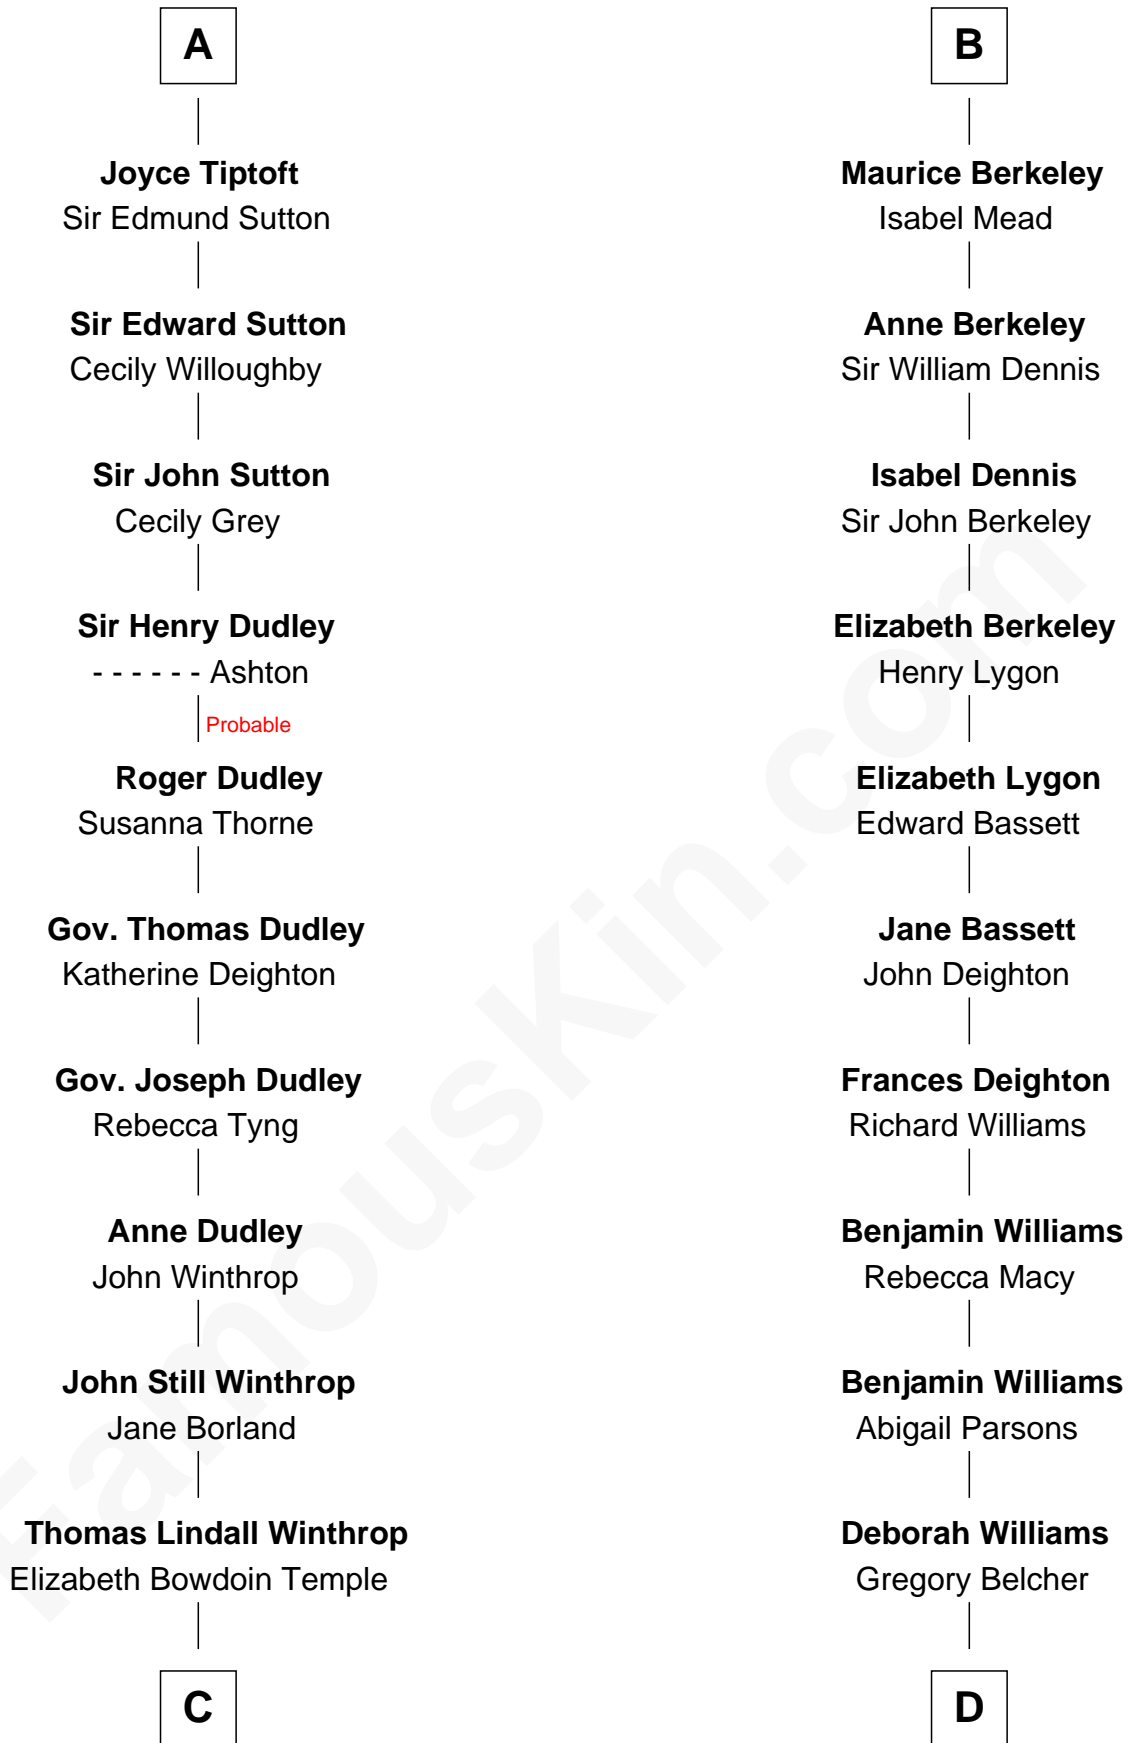 A
Joyce Tiptoft
Sir Edmund Sutton
Sir Edward Sutton
Cecily Willoughby
Sir John Sutton
Cecily Grey
Sir Henry Dudley
- - - - - - Ashton
Probable
Roger Dudley
Susanna Thorne
Gov. Thomas Dudley
Katherine Deighton
Gov. Joseph Dudley
Rebecca Tyng
Anne Dudley
John Winthrop
John Still Winthrop
Jane Borland
Thomas Lindall Winthrop
Elizabeth Bowdoin Temple
C
B
Maurice Berkeley
Isabel Mead
Anne Berkeley
Sir William Dennis
Isabel Dennis
Sir John Berkeley
Elizabeth Berkeley
Henry Lygon
Elizabeth Lygon
Edward Bassett
Jane Bassett
John Deighton
Frances Deighton
Richard Williams
Benjamin Williams
Rebecca Macy
Benjamin Williams
Abigail Parsons
Deborah Williams
Gregory Belcher
D
FamousKin.com